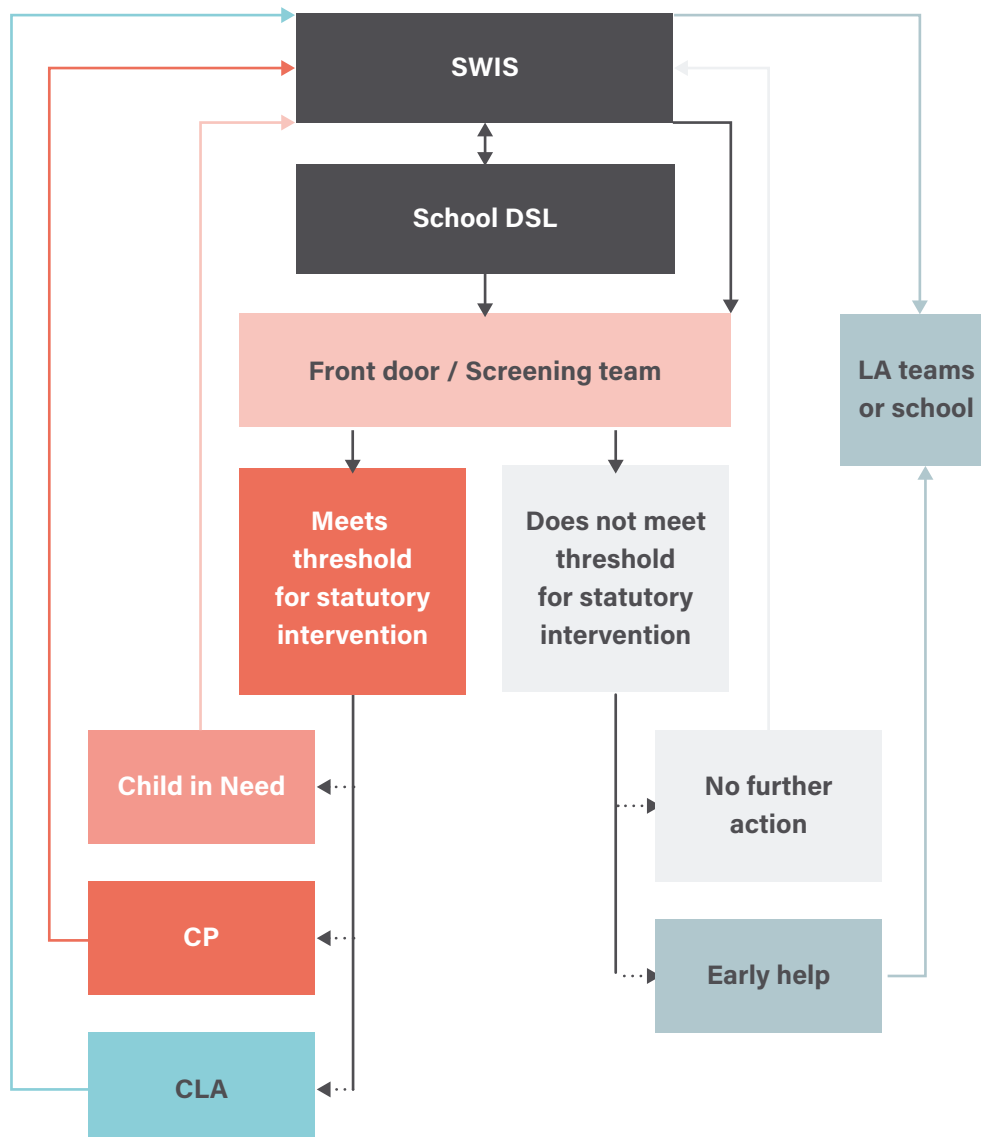 SWIS
School DSL
Front door / Screening team
LA teams
or school
Meets
threshold
for statutory
intervention
Does not meet
threshold
for statutory
intervention
Child in Need
No further
action
CP
Early help
CLA